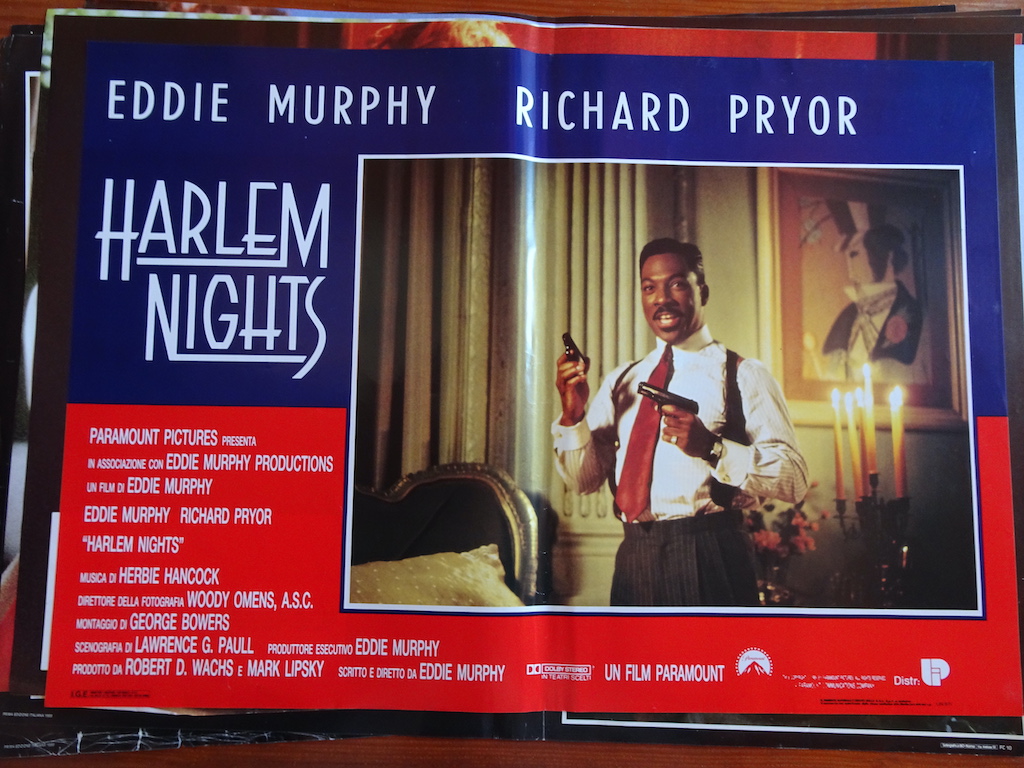 EDDIE MURPHY RICHARD PRYOR
HARLEM
NIGHTS
PARAMOUNT PICTURES PRESENTA
IN ASSOCIAZIONE CON EDDIE MURPHY PRODUCTIONS
UN FILM DI EDDIE MURPHY
EDDIE MURPHY RICHARD PRYOR
"HARLEM NIGHTS"
MUSICA DI HERBIE HANCOCK
DIRETTORE DELLA FOTOGRAFIA WOODY OMENS, A.S.C.
MONTAGGIO DI GEORGE BOWERS
SCENOGRAFIA DI LAWRENCE G. PAULL PRODUTTORE ESECUTIVO EDDIE MURPHY
PRODOTTO DA ROBERT D. WACHS E MARK LIPSKY SCRITTO E DIRETTO DA EDDIE MURPHY
DOLBY STEREO
IN TEATRI SCELTI
UN FILM PARAMOUNT
Paramount
Distr:
I.G.E.